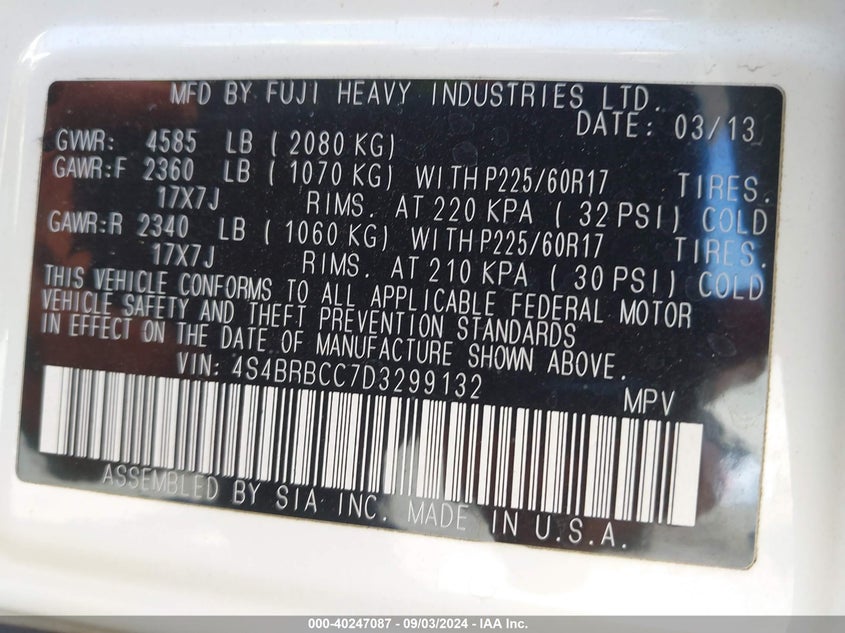 MFD BY FUJI HEAVY INDUSTRIES LTD.
DATE: 03/13
GVWR: 4585 LB ( 2080 KG)
GAWR:F 2360 LB ( 1070 KG) WITH P225/60R17 TIRES.
17X7J RIMS. AT 220 KPA ( 32 PSI) COLD
GAWR:R 2340 LB ( 1060 KG) WITH P225/60R17 TIRES.
17X7J RIMS. AT 210 KPA ( 30 PSI) COLD
THIS VEHICLE CONFORMS TO ALL APPLICABLE FEDERAL MOTOR
VEHICLE SAFETY AND THEFT PREVENTION STANDARDS
IN EFFECT ON THE DATE OF MANUFACTURE SHOWN ABOVE.
VIN: 4S4BRBCC7D3299132 MPV
ASSEMBLED BY SIA INC. MADE IN U.S.A.
000-40247087 - 09/03/2024 - IAA Inc.